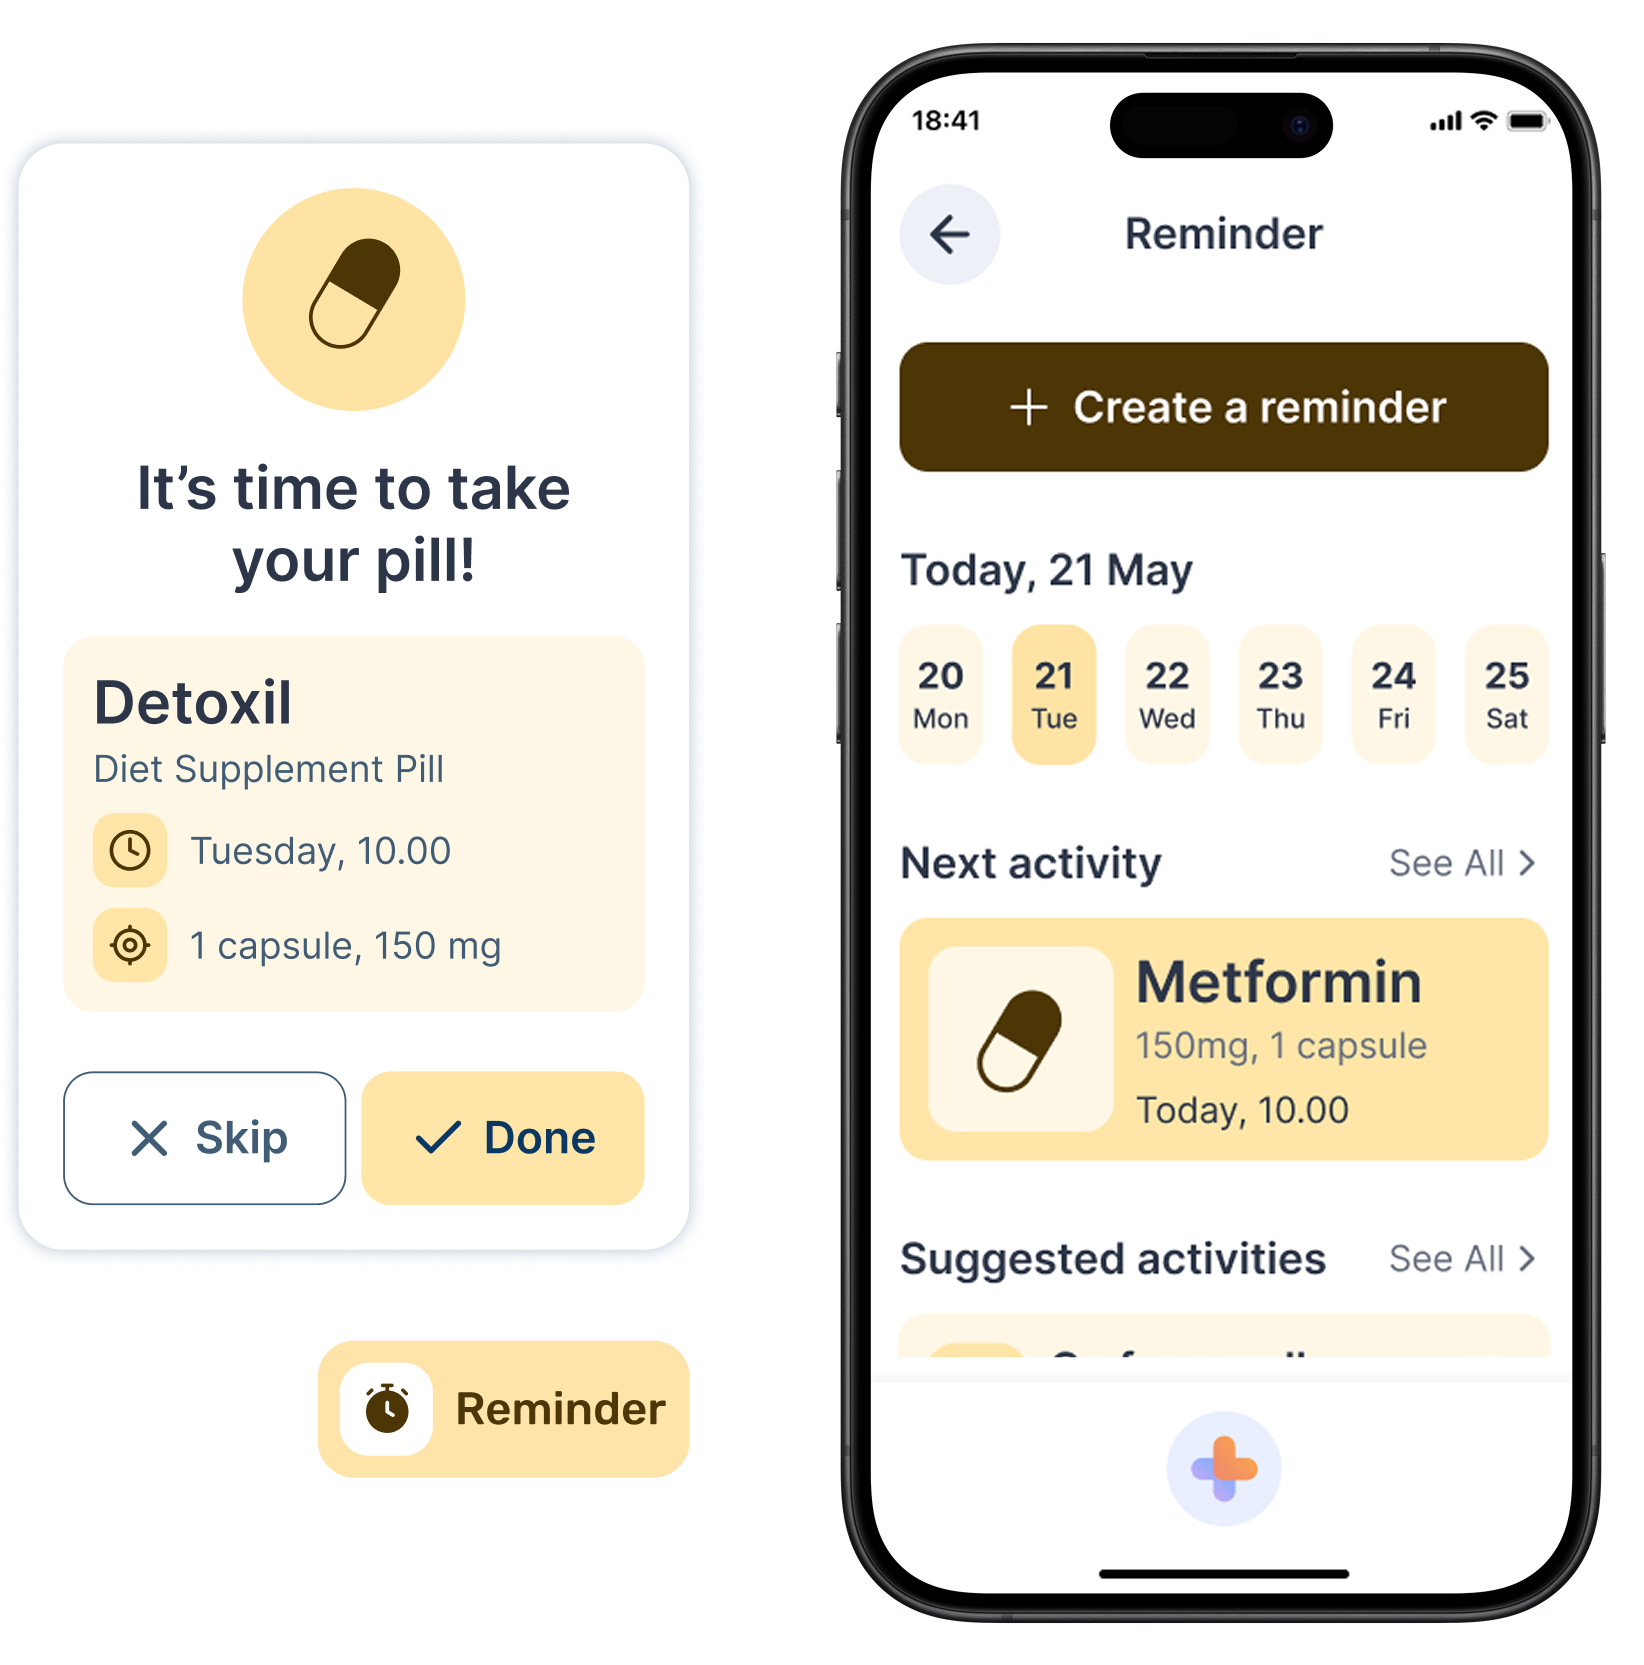 It’s time to take
your pill!
Detoxil
Diet Supplement Pill
Tuesday, 10.00
1 capsule, 150 mg
Skip
Done
Reminder
18:41
Reminder
Create a reminder
Today, 21 May
20 21 22 23 24 25
Mon Tue Wed Thu Fri Sat
Next activity
See All
Metformin
150mg, 1 capsule
Today, 10.00
Suggested activities
See All